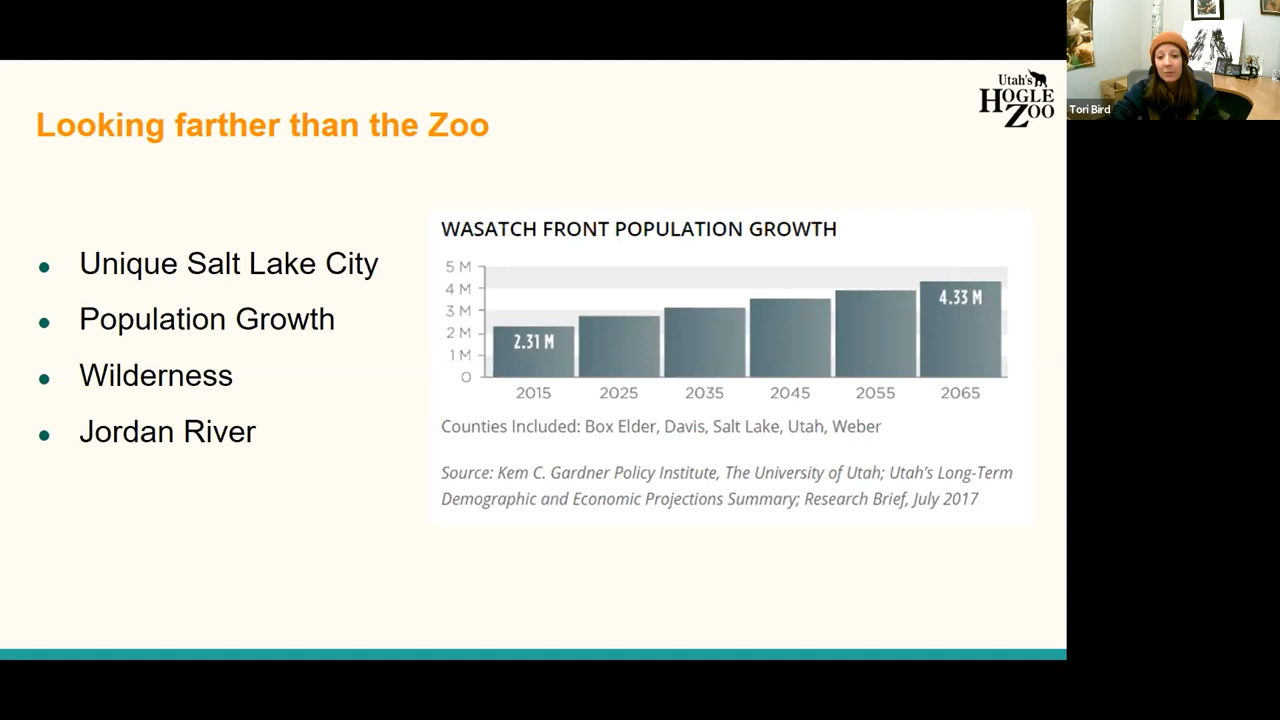 Looking farther than the Zoo
Utah's
HOGLE
ZOO
Tori Bird
● Unique Salt Lake City
● Population Growth
● Wilderness
● Jordan River
WASATCH FRONT POPULATION GROWTH
5 M
4 M
3 M
2 M
1 M
0
2.31 M
4.33 M
2015 2025 2035 2045 2055 2065
Counties Included: Box Elder, Davis, Salt Lake, Utah, Weber
Source: Kem C. Gardner Policy Institute, The University of Utah; Utah's Long-Term
Demographic and Economic Projections Summary; Research Brief, July 2017